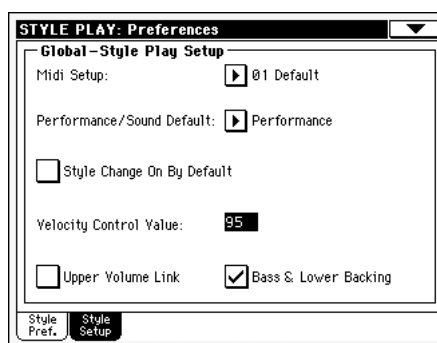 STYLE PLAY: Preferences
Global-Style Play Setup
Midi Setup: 01 Default
Performance/Sound Default: Performance
Style Change On By Default
Velocity Control Value: 95
Upper Volume Link Bass & Lower Backing
Style Pref. Style Setup